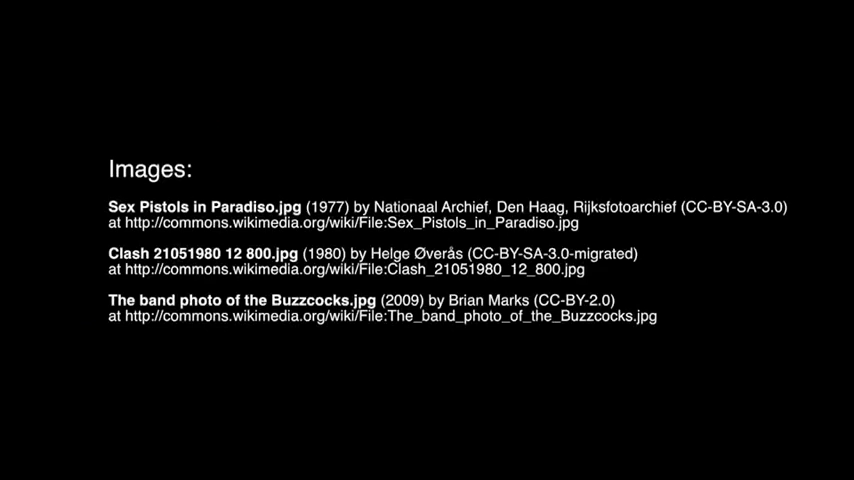 Images:
Sex Pistols in Paradiso.jpg (1977) by Nationaal Archief, Den Haag, Rijksfotoarchief (CC-BY-SA-3.0)
at http://commons.wikimedia.org/wiki/File:Sex_Pistols_in_Paradiso.jpg
Clash 21051980 12 800.jpg (1980) by Helge Øverås (CC-BY-SA-3.0-migrated)
at http://commons.wikimedia.org/wiki/File:Clash_21051980_12_800.jpg
The band photo of the Buzzcocks.jpg (2009) by Brian Marks (CC-BY-2.0)
at http://commons.wikimedia.org/wiki/File:The_band_photo_of_the_Buzzcocks.jpg